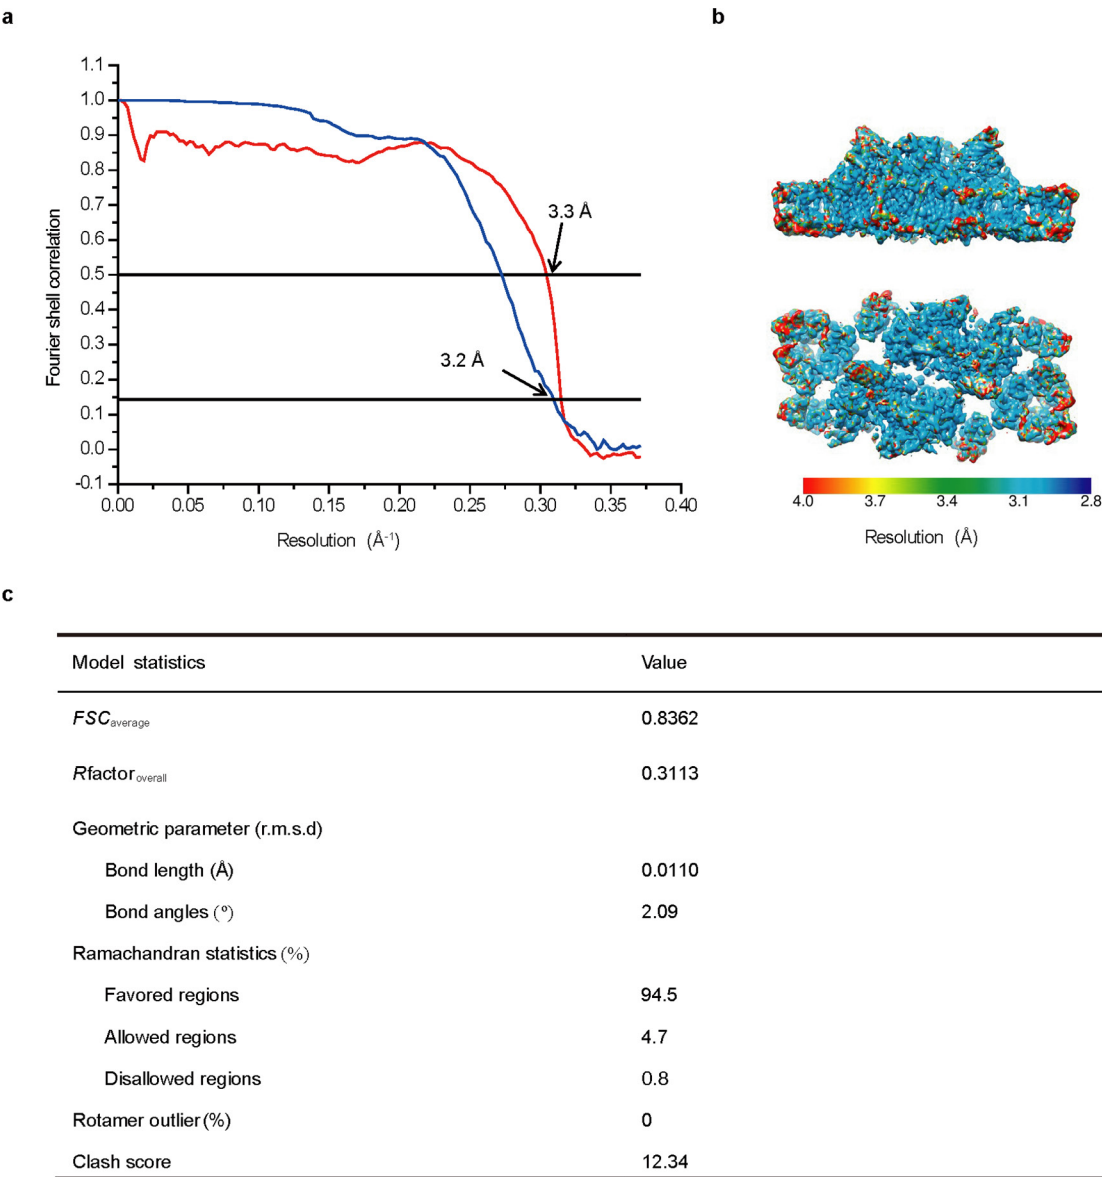 a
b
1.1
1.0
0.9
0.8
0.7
0.6
0.5
0.4
0.3
0.2
0.1
0.0
-0.1
Fourier shell correlation
3.3 Å
3.2 Å
0.00 0.05 0.10 0.15 0.20 0.25 0.30 0.35 0.40
Resolution (Å⁻¹)
4.0 3.7 3.4 3.1 2.8
Resolution (Å)
c
Model statistics Value
FSCaverage 0.8362
Rfactoroverall 0.3113
Geometric parameter (r.m.s.d)
Bond length (Å) 0.0110
Bond angles (º) 2.09
Ramachandran statistics (%)
Favored regions 94.5
Allowed regions 4.7
Disallowed regions 0.8
Rotamer outlier (%) 0
Clash score 12.34